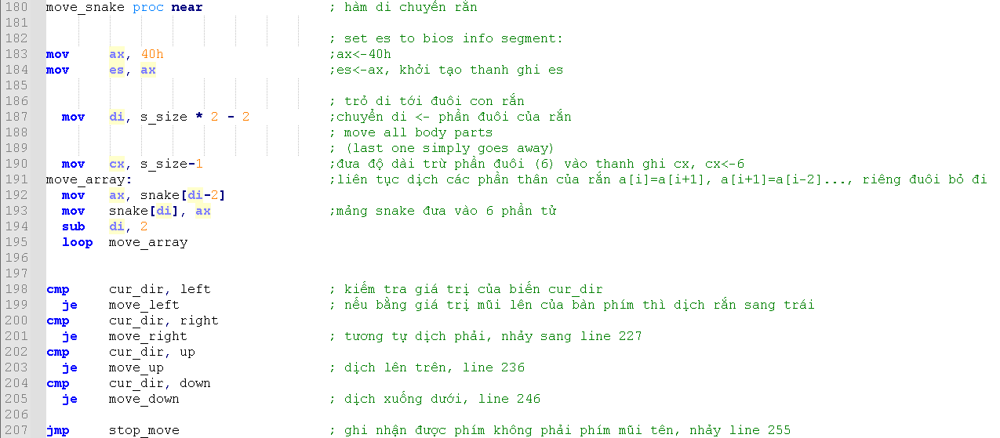 180 move_snake proc near ; hàm di chuyển rắn
181
182 ; set es to bios info segment:
183 mov ax, 40h ;ax<-40h
184 mov es, ax ;es<-ax, khởi tạo thanh ghi es
185
186 ; trỏ di tới đuôi con rắn
187 mov di, s_size * 2 - 2 ;chuyển di <- phần đuôi của rắn
188 ; move all body parts
189 ; (last one simply goes away)
190 mov cx, s_size-1 ;đưa độ dài trừ phần đuôi (6) vào thanh ghi cx, cx<-6
191 move_array: ;liên tục dịch các phần thân của rắn a[i]=a[i+1], a[i+1]=a[i-2]..., riêng đuôi bỏ đi
192 mov ax, snake[di-2]
193 mov snake[di], ax ;mảng snake đưa vào 6 phần tử
194 sub di, 2
195 loop move_array
196
197
198 cmp cur_dir, left ; kiểm tra giá trị của biến cur_dir
199 je move_left ; nếu bằng giá trị mũi lên của bàn phím thì dịch rắn sang trái
200 cmp cur_dir, right
201 je move_right ; tương tự dịch phải, nhảy sang line 227
202 cmp cur_dir, up
203 je move_up ; dịch lên trên, line 236
204 cmp cur_dir, down
205 je move_down ; dịch xuống dưới, line 246
206
207 jmp stop_move ; ghi nhận được phím không phải phím mũi tên, nhảy line 255